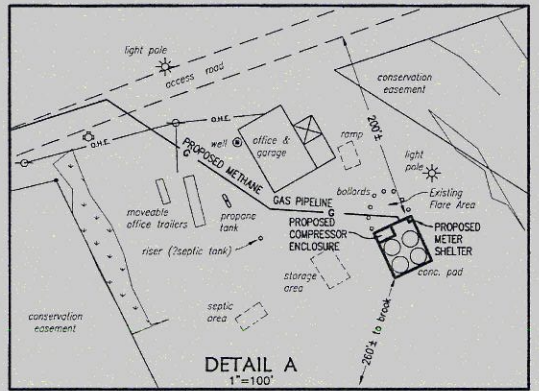 light pole
access road
conservation
easement
200'±
O.H.E.
O.H.E.
well
office &
garage
ramp
light
pole
PROPOSED METHANE
G
GAS PIPELINE
G
bollards
Existing
Flare Area
moveable
office trailers
propane
tank
PROPOSED
COMPRESSOR
ENCLOSURE
PROPOSED
METER
SHELTER
riser (?septic tank)
storage
area
conc. pad
septic
area
conservation
easement
260'± to brook
DETAIL A
1"=100'